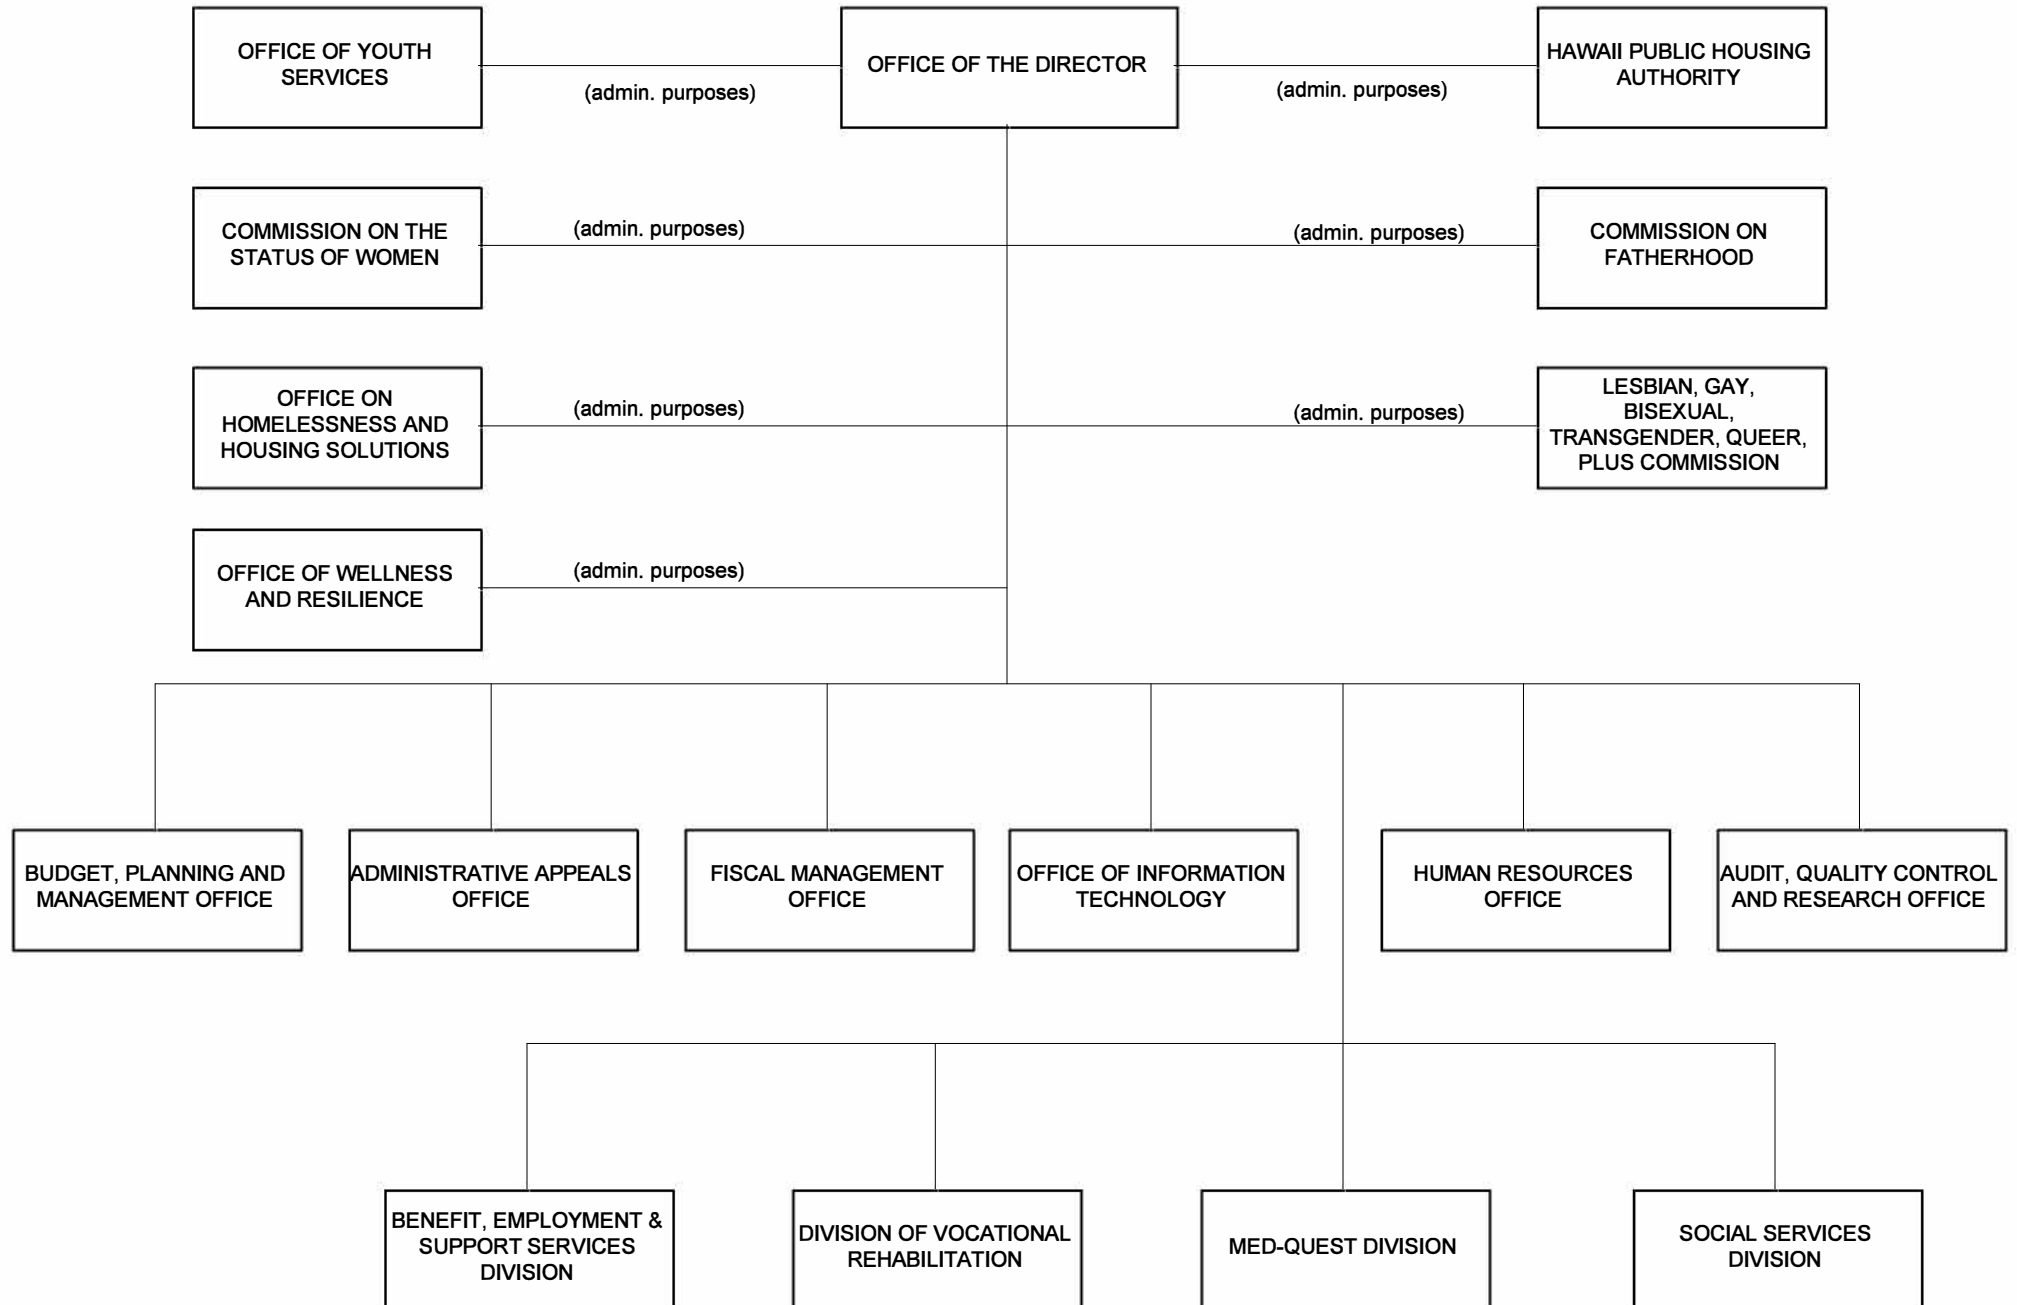 OFFICE OF YOUTH
SERVICES
(admin. purposes)
OFFICE OF THE DIRECTOR
(admin. purposes)
HAWAII PUBLIC HOUSING
AUTHORITY
COMMISSION ON THE
STATUS OF WOMEN
(admin. purposes)
(admin. purposes)
COMMISSION ON
FATHERHOOD
OFFICE ON
HOMELESSNESS AND
HOUSING SOLUTIONS
(admin. purposes)
(admin. purposes)
LESBIAN, GAY,
BISEXUAL,
TRANSGENDER, QUEER,
PLUS COMMISSION
OFFICE OF WELLNESS
AND RESILIENCE
(admin. purposes)
BUDGET, PLANNING AND
MANAGEMENT OFFICE
ADMINISTRATIVE APPEALS
OFFICE
FISCAL MANAGEMENT
OFFICE
OFFICE OF INFORMATION
TECHNOLOGY
HUMAN RESOURCES
OFFICE
AUDIT, QUALITY CONTROL
AND RESEARCH OFFICE
BENEFIT, EMPLOYMENT &
SUPPORT SERVICES
DIVISION
DIVISION OF VOCATIONAL
REHABILITATION
MED-QUEST DIVISION
SOCIAL SERVICES
DIVISION